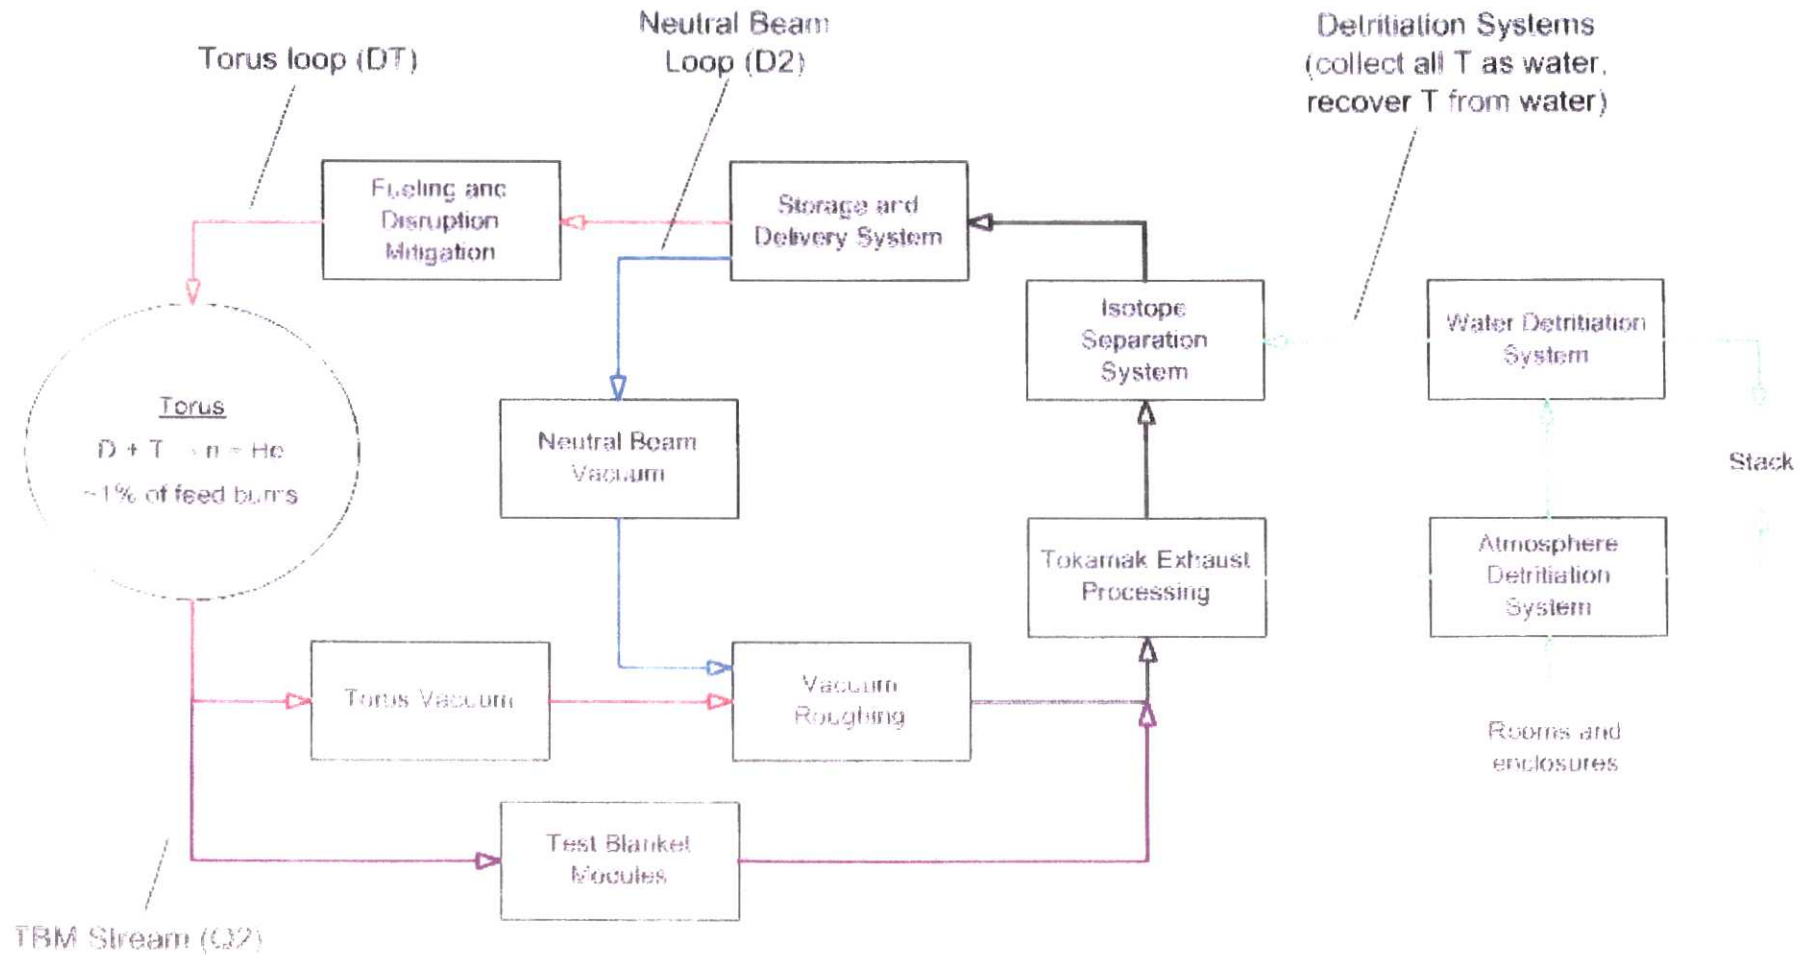 Neutral Beam
Loop (D2)
Detritiation Systems
(collect all T as water,
recover T from water)
Torus loop (DT)
Fueling and
Disruption
Mitigation
Storage and
Delivery System
Isotope
Separation
System
Water Detritiation
System
Torus
D + T → n + He
~1% of feed burns
Neutral Beam
Vacuum
Stack
Tokamak Exhaust
Processing
Atmosphere
Detritiation
System
Torus Vacuum
Vacuum
Roughing
Rooms and
enclosures
Test Blanket
Modules
TBM Stream (Q2)